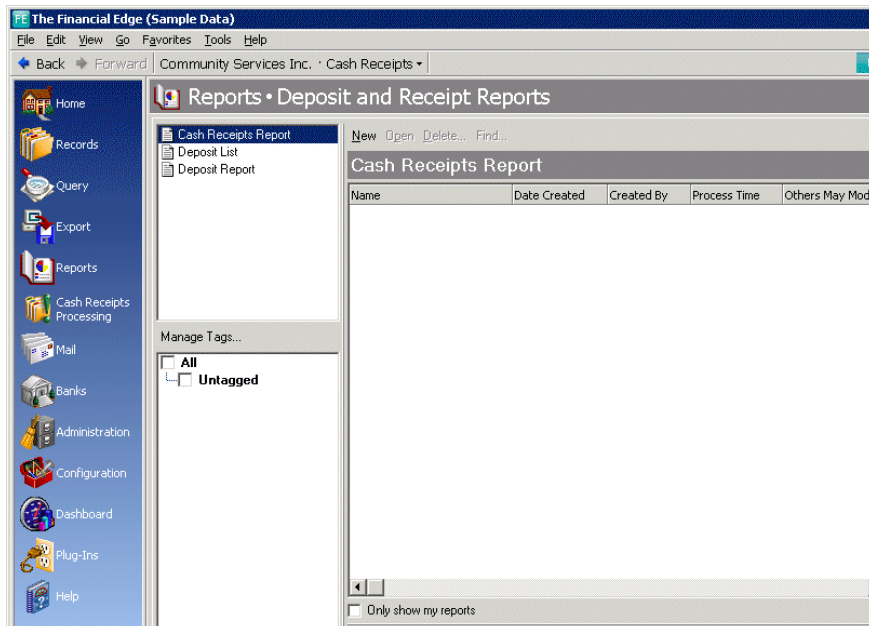 FE The Financial Edge (Sample Data)
File Edit View Go Favorites Tools Help
Back Forward Community Services Inc. · Cash Receipts
Reports • Deposit and Receipt Reports
Home
Records
Query
Export
Reports
Cash Receipts
Processing
Mail
Banks
Administration
Configuration
Dashboard
Plug-Ins
Help
Cash Receipts Report
Deposit List
Deposit Report
Manage Tags...
All
Untagged
New Open Delete... Find...
Cash Receipts Report
Name Date Created Created By Process Time Others May Mod
Only show my reports